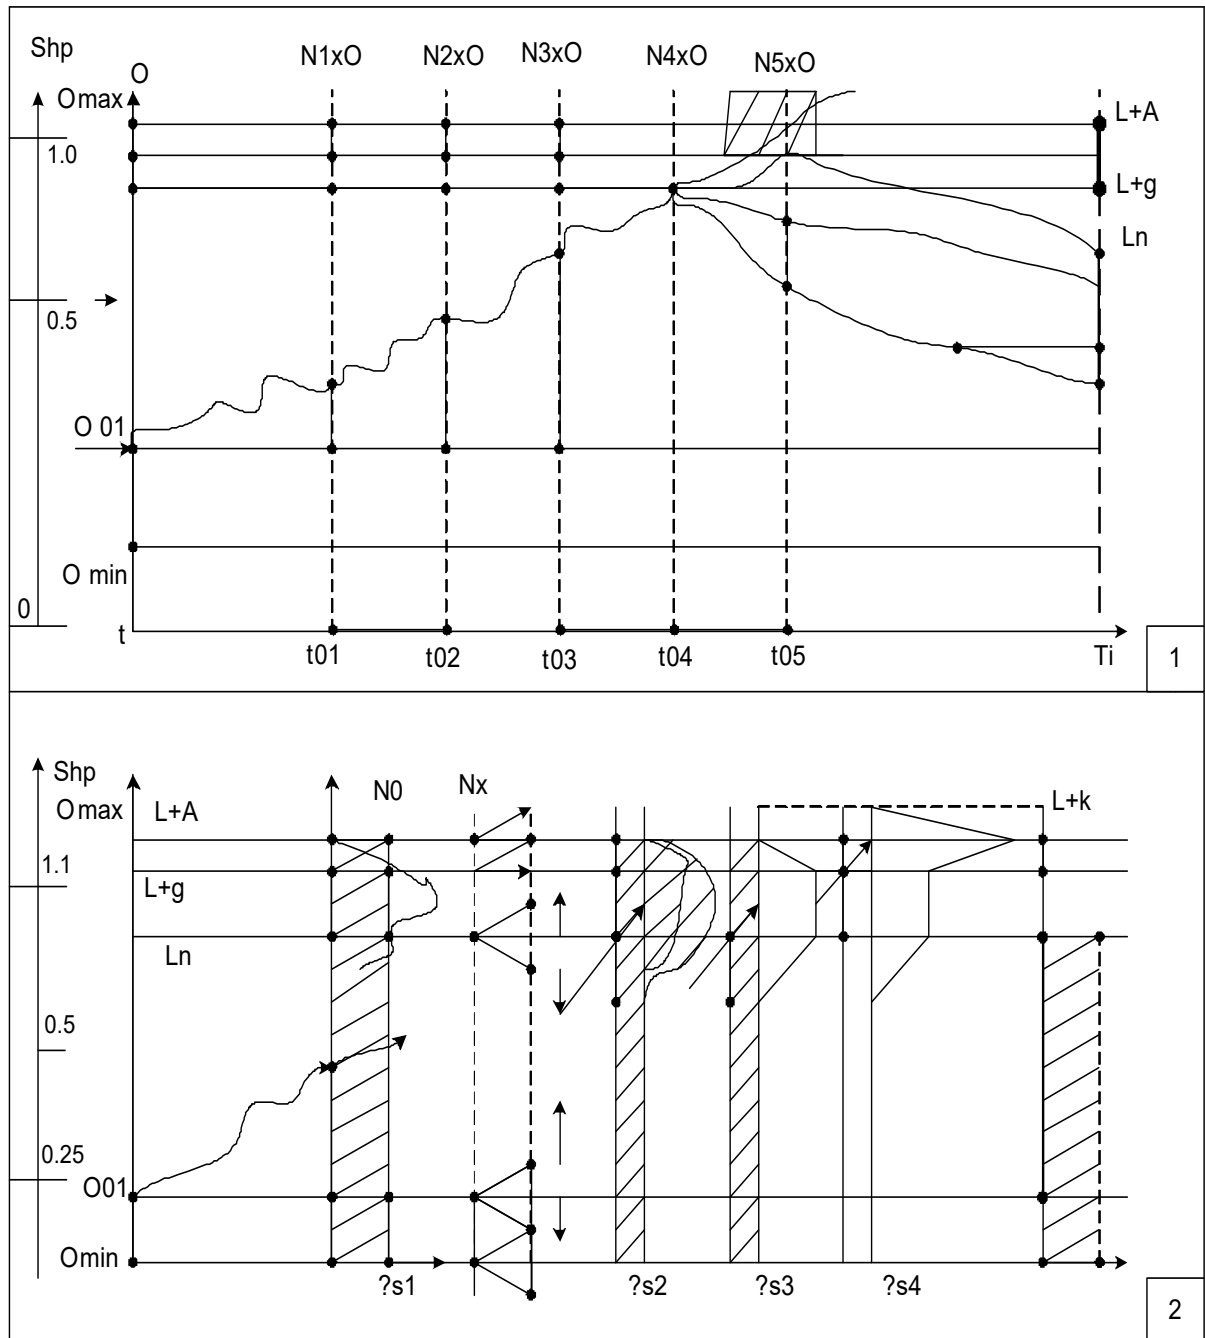 Shp
N1xO N2xO N3xO N4xO N5xO
O
O max
L+A
1.0
L+g
Ln
0.5
O 01
O min
0
t
t01 t02 t03 t04 t05 Ti
1
Shp
O max
L+A
N0
Nx
L+k
1.1
L+g
Ln
0.5
0.25
O01
Omin
?s1 ?s2 ?s3 ?s4
2